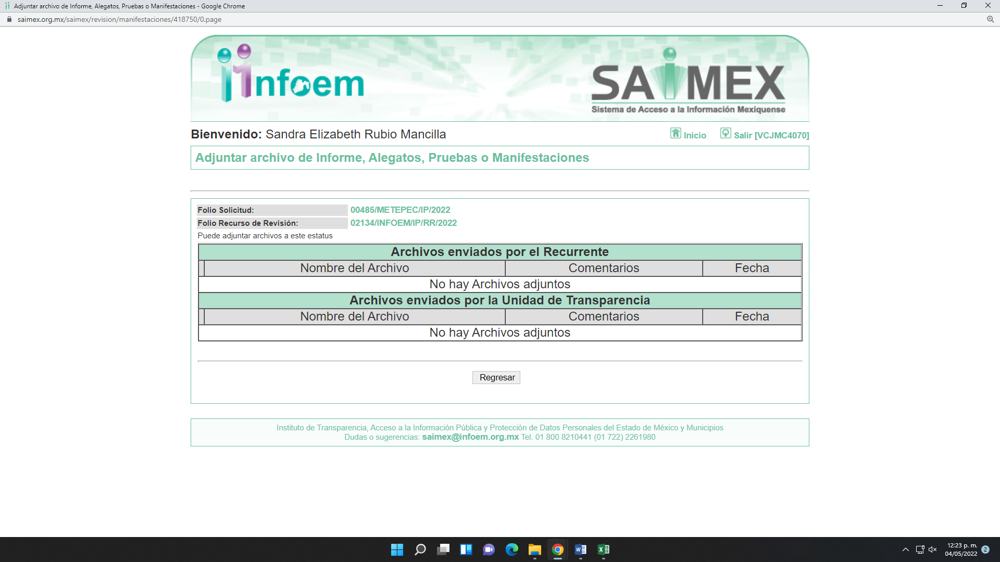 Adjuntar archivo de Informe, Alegatos, Pruebas o Manifestaciones - Google Chrome
saimex.org.mx/saimex/revision/manifestaciones/418750/0.page
infoem
SAIMEX
Sistema de Acceso a la Información Mexiquense
Bienvenido: Sandra Elizabeth Rubio Mancilla
Inicio
Salir [VCJMC4070]
Adjuntar archivo de Informe, Alegatos, Pruebas o Manifestaciones
Folio Solicitud: 00485/METEPEC/IP/2022
Folio Recurso de Revisión: 02134/INFOEM/IP/RR/2022
Puede adjuntar archivos a este estatus
Archivos enviados por el Recurrente
Nombre del Archivo Comentarios Fecha
No hay Archivos adjuntos
Archivos enviados por la Unidad de Transparencia
Nombre del Archivo Comentarios Fecha
No hay Archivos adjuntos
Regresar
Instituto de Transparencia, Acceso a la Información Pública y Protección de Datos Personales del Estado de México y Municipios
Dudas o sugerencias: saimex@infoem.org.mx Tel. 01 800 8210441 (01 722) 2261980
12:23 p. m.
04/05/2022
2